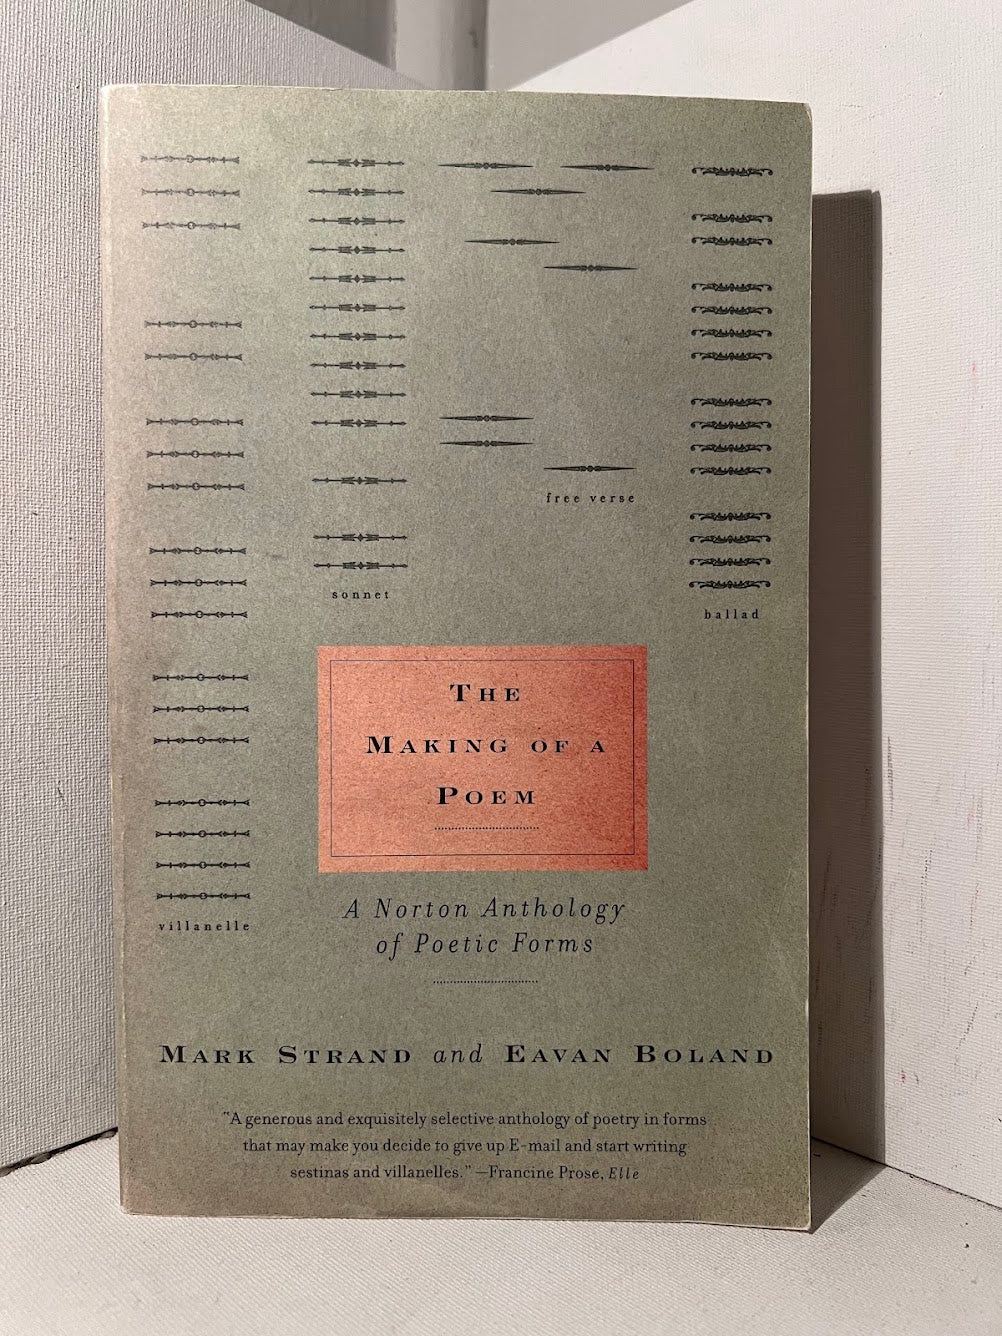 free verse
sonnet
ballad
The
Making of a
Poem
villanelle
A Norton Anthology
of Poetic Forms
Mark Strand and Eavan Boland
"A generous and exquisitely selective anthology of poetry in forms
that may make you decide to give up E-mail and start writing
sestinas and villanelles." —Francine Prose, Elle